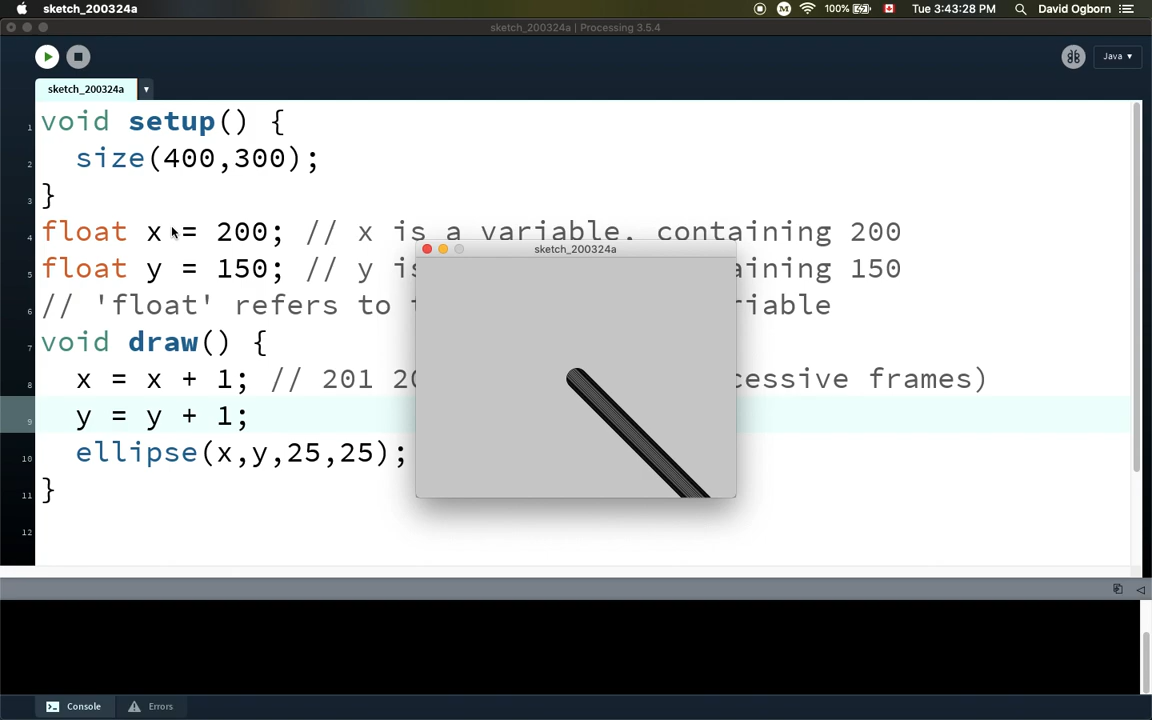 sketch_200324a
100%
Tue 3:43:28 PM
David Ogborn
sketch_200324a | Processing 3.5.4
Java ▾
sketch_200324a ▾
1 void setup() {
2 size(400,300);
3 }
4 float x = 200; // x is a variable, containing 200
5 float y = 150; // y is aining 150
6 // 'float' refers to riable
7 void draw() {
8 x = x + 1; // 201 cessive frames)
9 y = y + 1;
10 ellipse(x,y,25,25);
11 }
12
sketch_200324a
Console
Errors